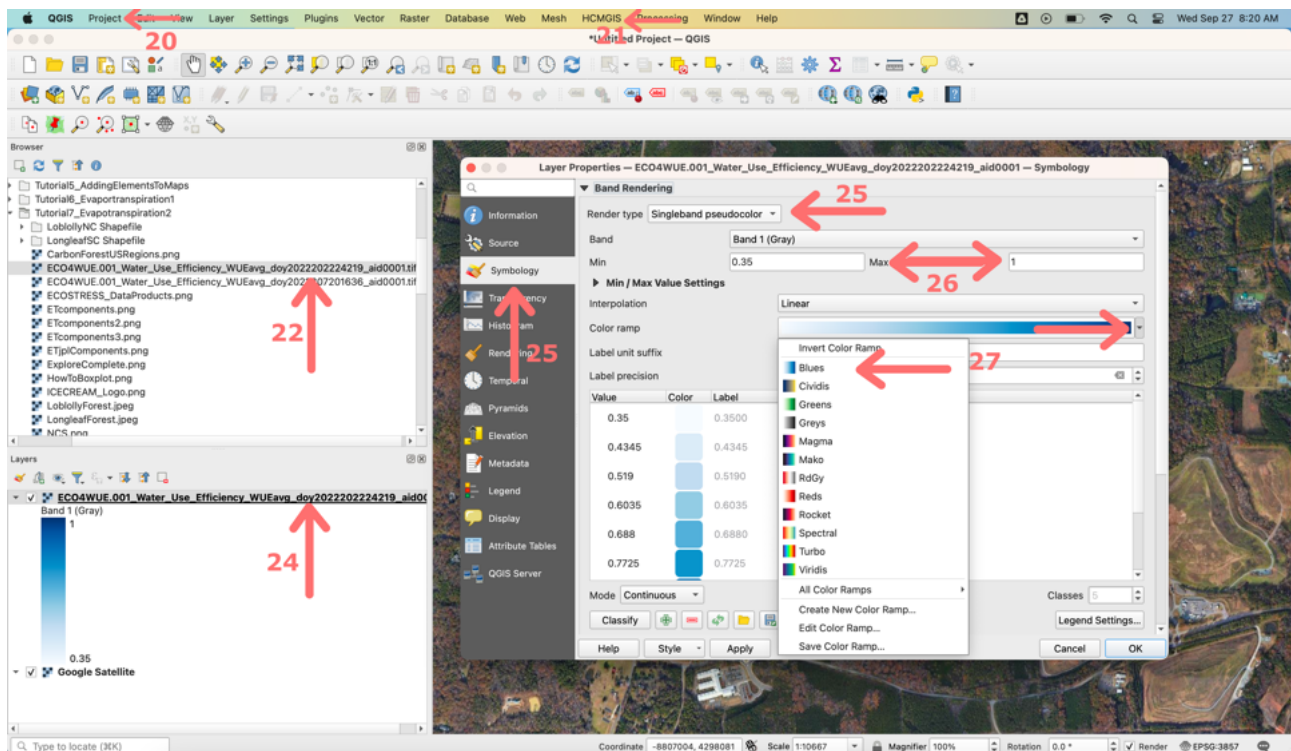 QGIS Project Edit View Layer Settings Plugins Vector Raster Database Web Mesh HCMGIS Processing Window Help Wed Sep 27 8:20 AM
20
21
*Untitled Project — QGIS
Browser
Tutorial5_AddingElementsToMaps
Tutorial6_Evaportranspiration1
Tutorial7_Evapotranspiration2
LoblollyNC Shapefile
LongleafSC Shapefile
CarbonForestUSRegions.png
ECO4WUE.001_Water_Use_Efficiency_WUEavg_doy2022202224219_aid0001.tif
ECOSTRESS_DataProducts.png
ETcomponents.png
ETcomponents2.png
ETcomponents3.png
ETjplComponents.png
ExploreComplete.png
HowToBoxplot.png
ICECREAM_Logo.png
LoblollyForest.jpeg
LongleafForest.jpeg
NCS.png
22
Layers
ECO4WUE.001_Water_Use_Efficiency_WUEavg_doy2022202224219_aid0
Band 1 (Gray)
1
24
0.35
Google Satellite
Layer Properties — ECO4WUE.001_Water_Use_Efficiency_WUEavg_doy2022202224219_aid0001 — Symbology
Information
Source
Symbology
Transparency
Histogram
Rendering
Temporal
Pyramids
Elevation
Metadata
Legend
Display
Attribute Tables
QGIS Server
25
Band Rendering
Render type Singleband pseudocolor
25
Band Band 1 (Gray)
Min 0.35 Max 1
26
Min / Max Value Settings
Interpolation Linear
Color ramp
Label unit suffix
Label precision
27
Value Color Label
0.35 0.3500
0.4345 0.4345
0.519 0.5190
0.6035 0.6035
0.688 0.6880
0.7725 0.7725
Invert Color Ramp
Blues
Cividis
Greens
Greys
Magma
Mako
RdGy
Reds
Rocket
Spectral
Turbo
Viridis
All Color Ramps
Create New Color Ramp...
Edit Color Ramp...
Save Color Ramp...
Mode Continuous Classes 5
Classify Legend Settings...
Help Style Apply Cancel OK
Type to locate (⌘K) Coordinate -8807004, 4298081 Scale 1:10667 Magnifier 100% Rotation 0.0 ° Render EPSG:3857